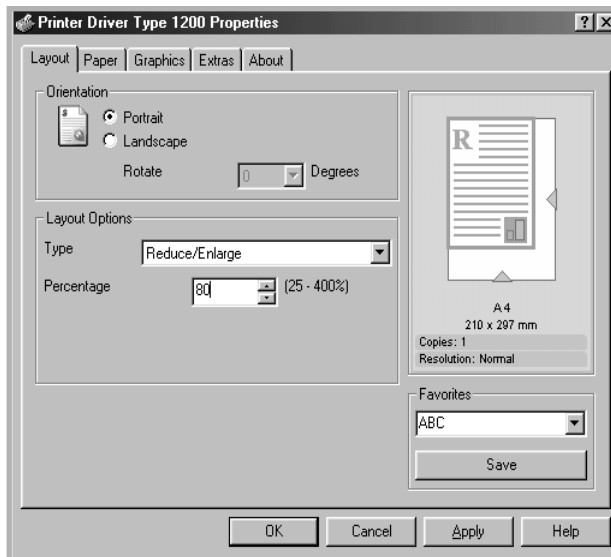 Printer Driver Type 1200 Properties
Layout Paper Graphics Extras About
Orientation
Portrait
Landscape
Rotate 0 Degrees
Layout Options
Type Reduce/Enlarge
Percentage 80 (25 - 400%)
R
A4
210 x 297 mm
Copies: 1
Resolution: Normal
Favorites
ABC
Save
OK Cancel Apply Help